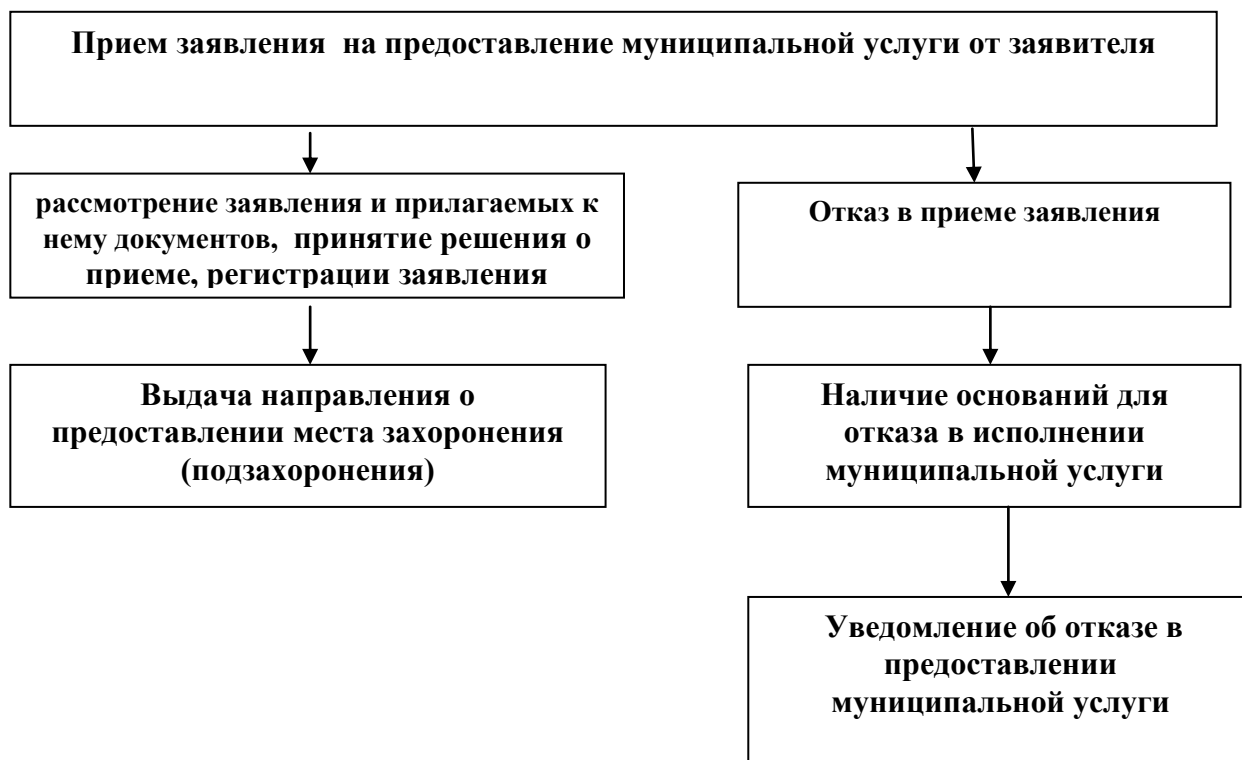 Прием заявления  на предоставление муниципальной услуги от заявителя
рассмотрение заявления и прилагаемых к
нему документов,  принятие решения о
приеме, регистрации заявления
Отказ в приеме заявления
Выдача направления о
предоставлении места захоронения
(подзахоронения)
Наличие оснований для
отказа в исполнении
муниципальной услуги
Уведомление об отказе в
предоставлении
муниципальной услуги